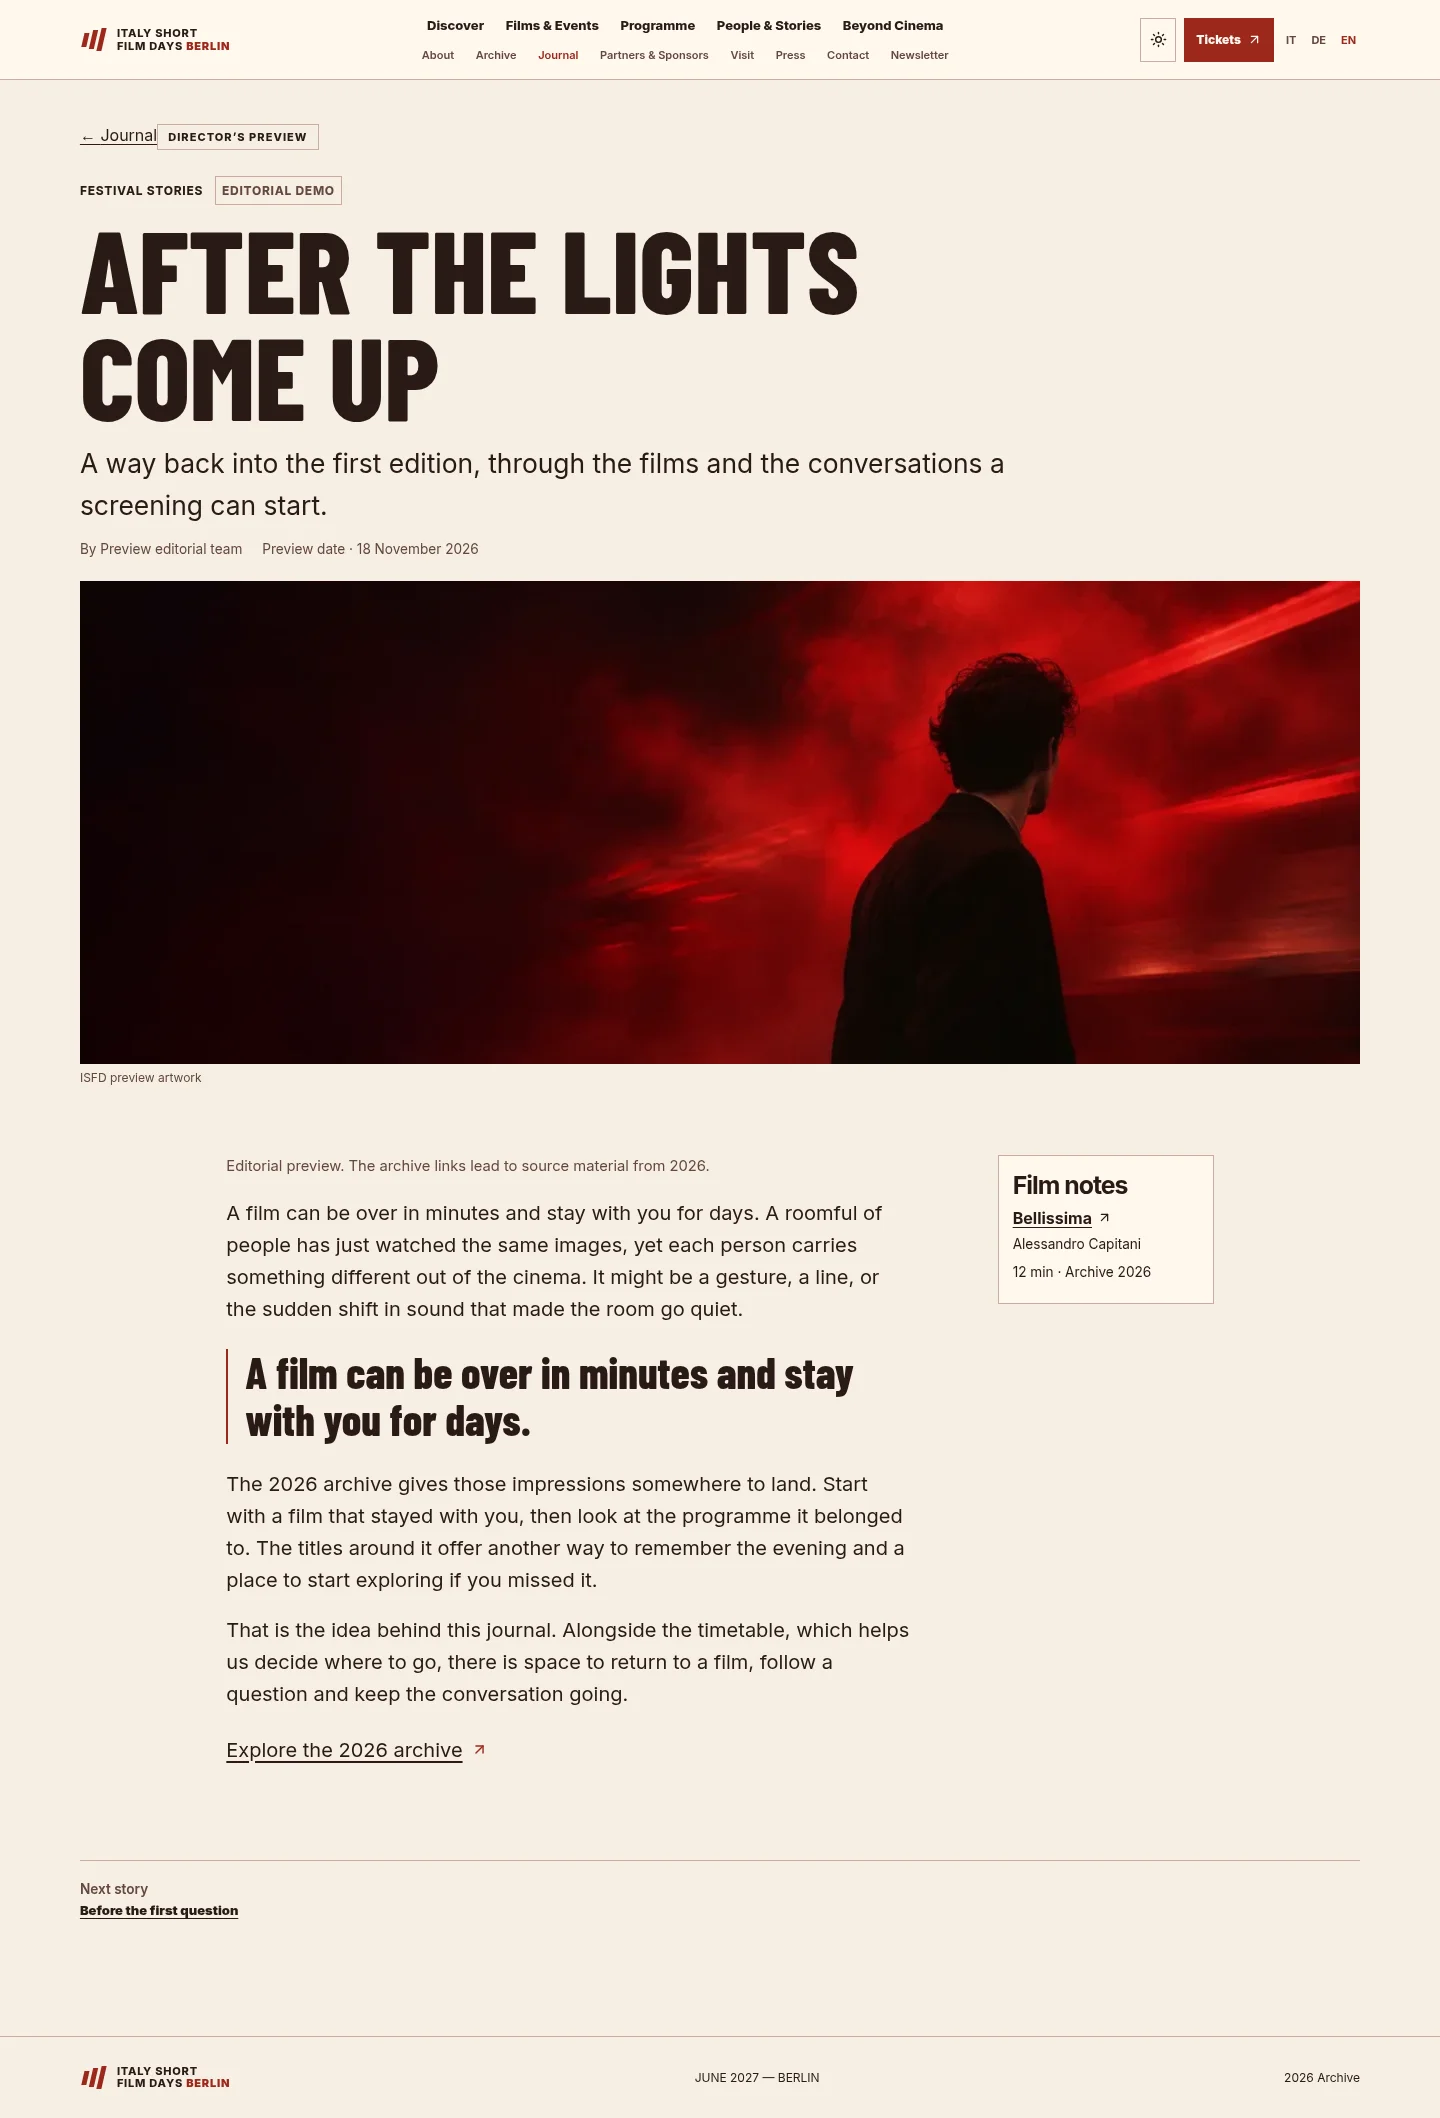 ITALY SHORT
FILM DAYS BERLIN
Discover Films & Events Programme People & Stories Beyond Cinema
About Archive Journal Partners & Sponsors Visit Press Contact Newsletter
Tickets ↗ IT DE EN
← Journal DIRECTOR'S PREVIEW
FESTIVAL STORIES EDITORIAL DEMO
AFTER THE LIGHTS
COME UP
A way back into the first edition, through the films and the conversations a
screening can start.
By Preview editorial team Preview date · 18 November 2026
ISFD preview artwork
Editorial preview. The archive links lead to source material from 2026.
A film can be over in minutes and stay with you for days. A roomful of
people has just watched the same images, yet each person carries
something different out of the cinema. It might be a gesture, a line, or
the sudden shift in sound that made the room go quiet.
A film can be over in minutes and stay
with you for days.
The 2026 archive gives those impressions somewhere to land. Start
with a film that stayed with you, then look at the programme it belonged
to. The titles around it offer another way to remember the evening and a
place to start exploring if you missed it.
That is the idea behind this journal. Alongside the timetable, which helps
us decide where to go, there is space to return to a film, follow a
question and keep the conversation going.
Explore the 2026 archive ↗
Film notes
Bellissima ↗
Alessandro Capitani
12 min · Archive 2026
Next story
Before the first question
ITALY SHORT
FILM DAYS BERLIN
JUNE 2027 — BERLIN
2026 Archive